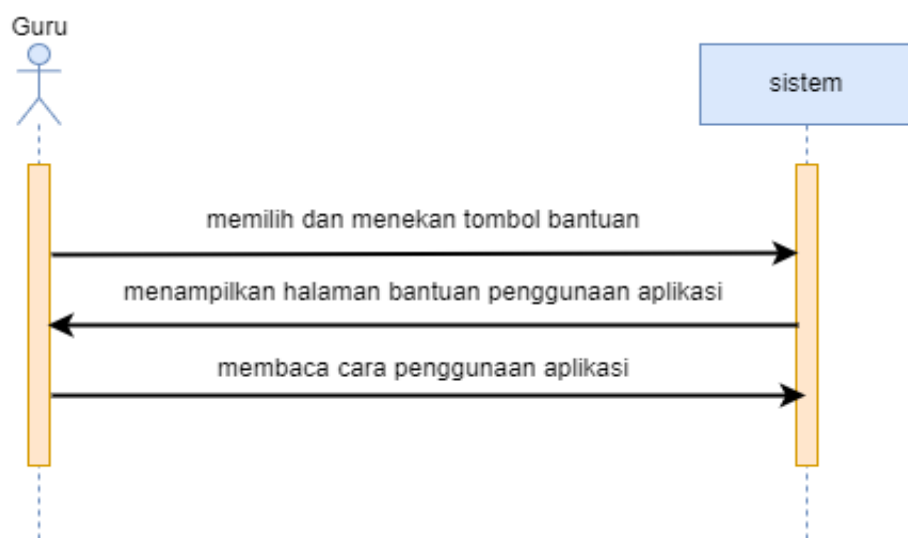 Guru
sistem
memilih dan menekan tombol bantuan
menampilkan halaman bantuan penggunaan aplikasi
membaca cara penggunaan aplikasi